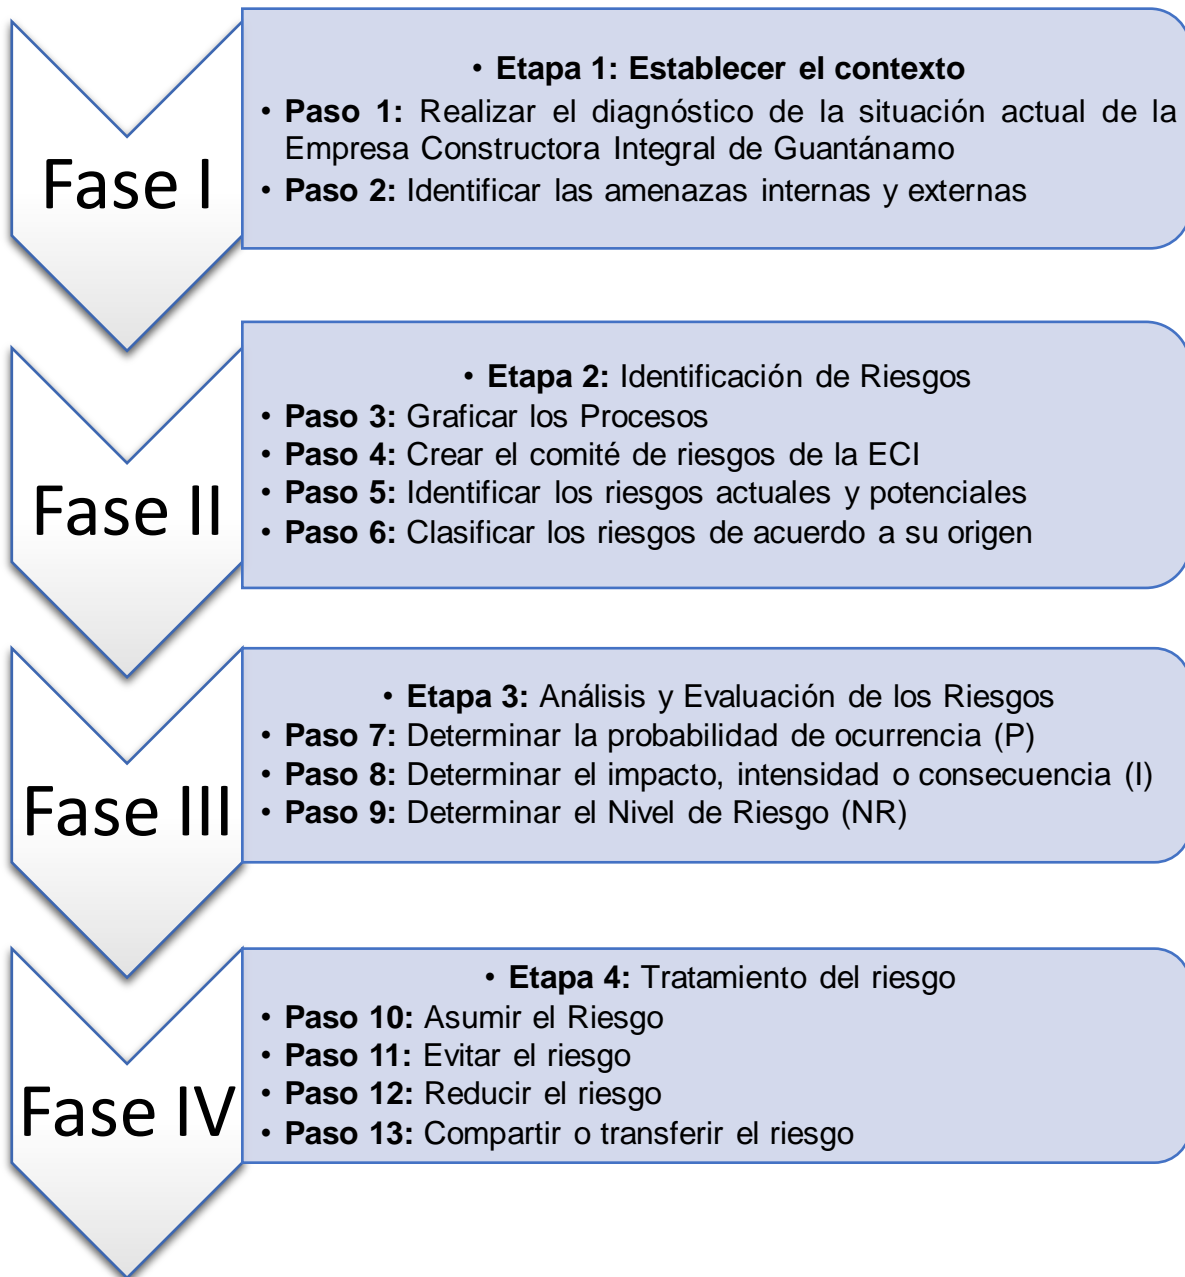 Fase I
• Etapa 1: Establecer el contexto
• Paso 1: Realizar el diagnóstico de la situación actual de la
Empresa Constructora Integral de Guantánamo
• Paso 2: Identificar las amenazas internas y externas
Fase II
• Etapa 2: Identificación de Riesgos
• Paso 3: Graficar los Procesos
• Paso 4: Crear el comité de riesgos de la ECI
• Paso 5: Identificar los riesgos actuales y potenciales
• Paso 6: Clasificar los riesgos de acuerdo a su origen
Fase III
• Etapa 3: Análisis y Evaluación de los Riesgos
• Paso 7: Determinar la probabilidad de ocurrencia (P)
• Paso 8: Determinar el impacto, intensidad o consecuencia (I)
• Paso 9: Determinar el Nivel de Riesgo (NR)
Fase IV
• Etapa 4: Tratamiento del riesgo
• Paso 10: Asumir el Riesgo
• Paso 11: Evitar el riesgo
• Paso 12: Reducir el riesgo
• Paso 13: Compartir o transferir el riesgo